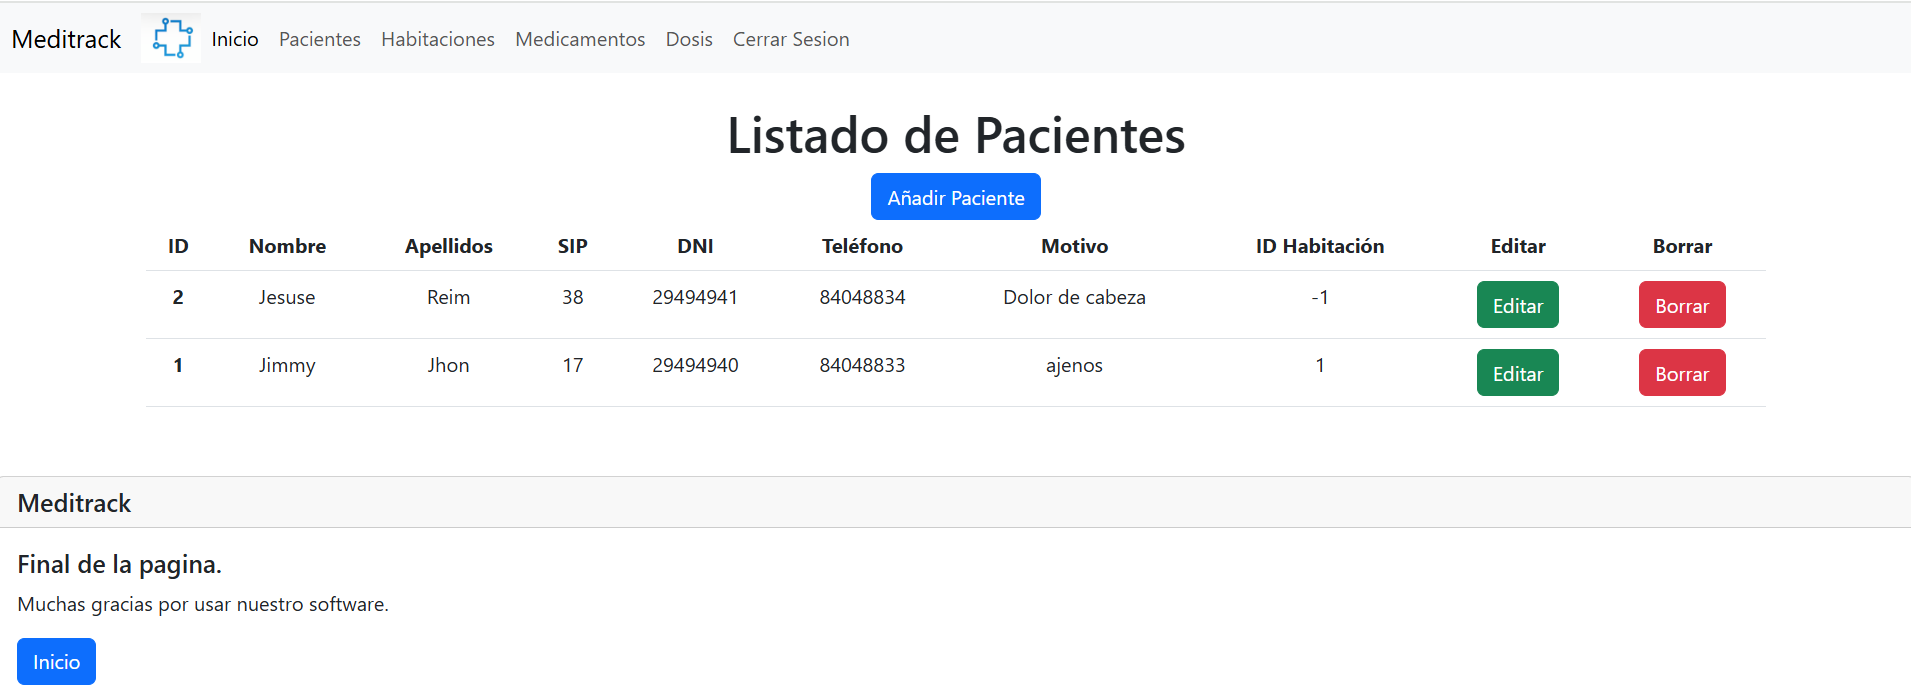 Meditrack Inicio Pacientes Habitaciones Medicamentos Dosis Cerrar Sesion
Listado de Pacientes
Añadir Paciente
ID Nombre Apellidos SIP DNI Teléfono Motivo ID Habitación Editar Borrar
2 Jesuse Reim 38 29494941 84048834 Dolor de cabeza -1 Editar Borrar
1 Jimmy Jhon 17 29494940 84048833 ajenos 1 Editar Borrar
Meditrack
Final de la pagina.
Muchas gracias por usar nuestro software.
Inicio